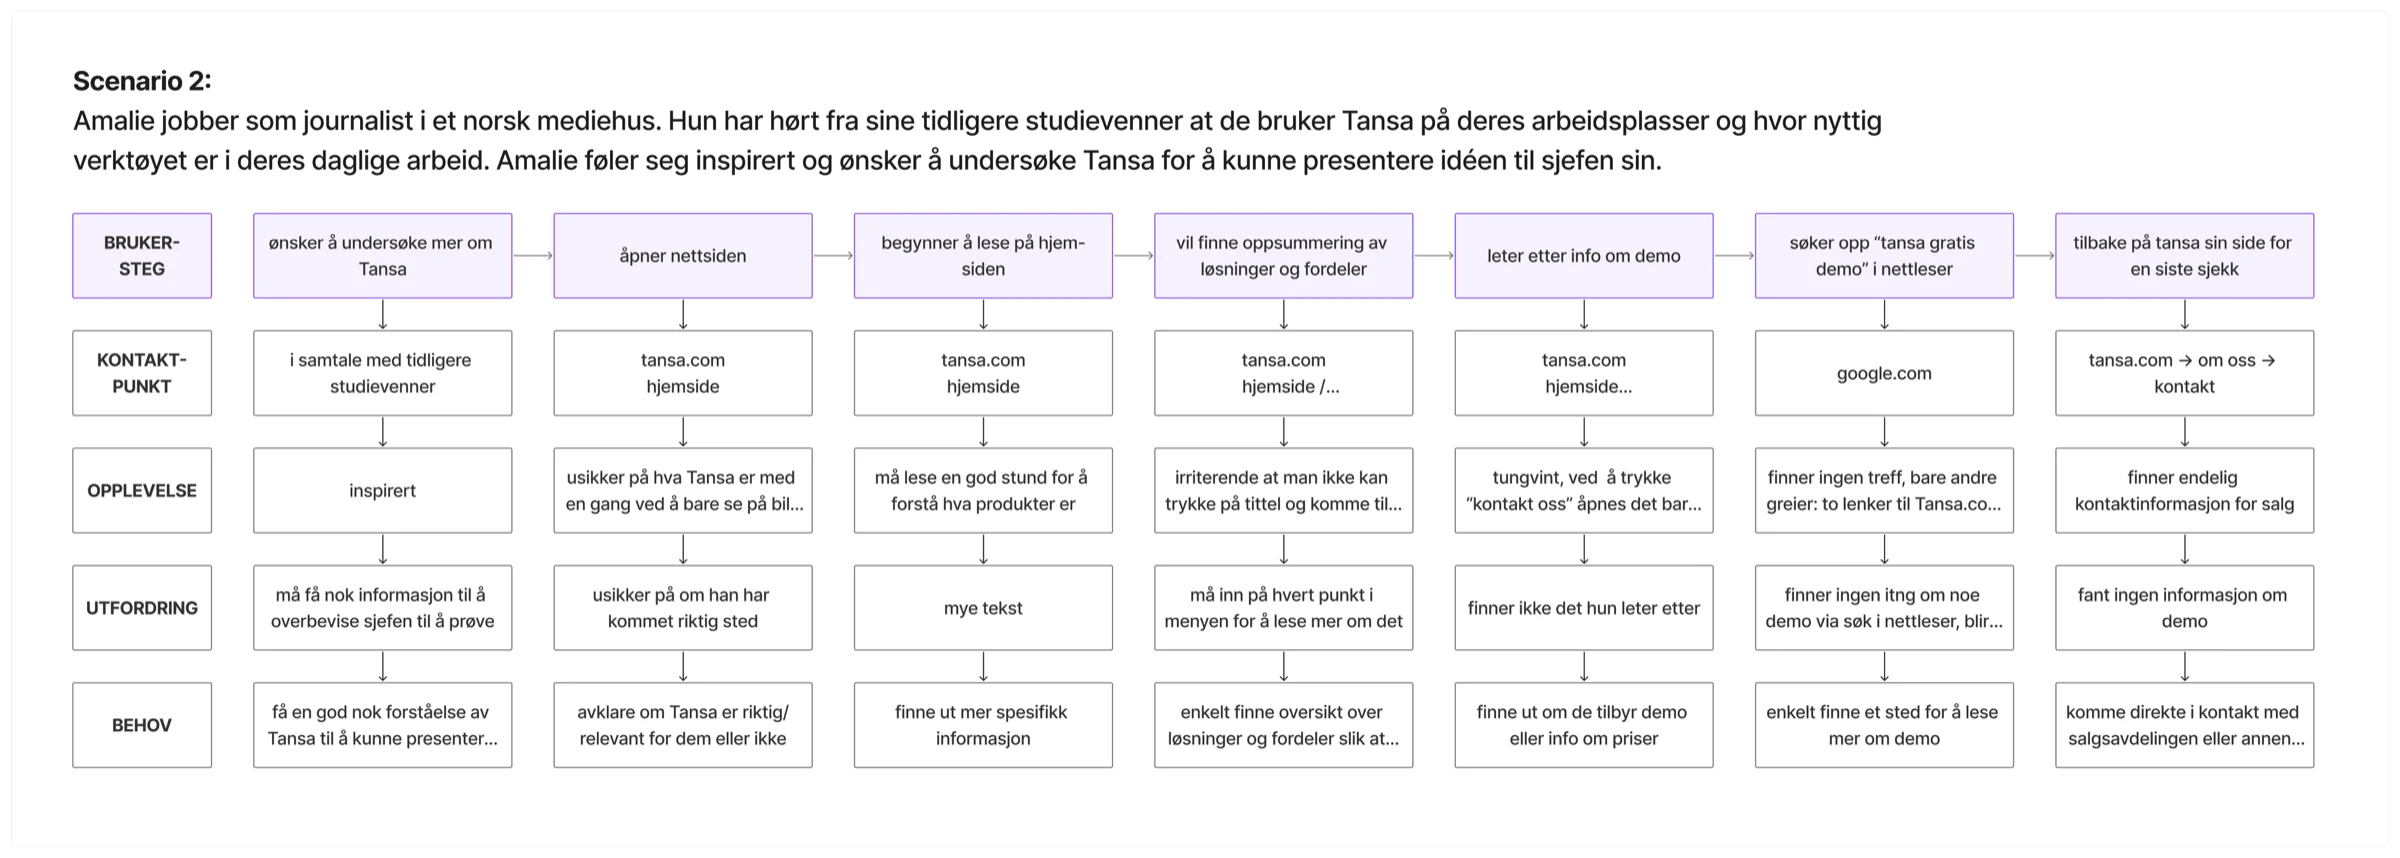 Scenario 2:
Amalie jobber som journalist i et norsk mediehus. Hun har hørt fra sine tidligere studievenner at de bruker Tansa på deres arbeidsplasser og hvor nyttig
verktøyet er i deres daglige arbeid. Amalie føler seg inspirert og ønsker å undersøke Tansa for å kunne presentere idéen til sjefen sin.
BRUKER-
STEG
ønsker å undersøke mer om
Tansa
åpner nettsiden
begynner å lese på hjem-
siden
vil finne oppsummering av
løsninger og fordeler
leter etter info om demo
søker opp “tansa gratis
demo” i nettleser
tilbake på tansa sin side for
en siste sjekk
KONTAKT-
PUNKT
i samtale med tidligere
studievenner
tansa.com
hjemside
tansa.com
hjemside
tansa.com
hjemside /...
tansa.com
hjemside...
google.com
tansa.com → om oss →
kontakt
OPPLEVELSE
inspirert
usikker på hva Tansa er med
en gang ved å bare se på bil...
må lese en god stund for å
forstå hva produkter er
irriterende at man ikke kan
trykke på tittel og komme til...
tungvint, ved  å trykke
“kontakt oss” åpnes det bar...
finner ingen treff, bare andre
greier: to lenker til Tansa.co...
finner endelig
kontaktinformasjon for salg
UTFORDRING
må få nok informasjon til å
overbevise sjefen til å prøve
usikker på om han har
kommet riktig sted
mye tekst
må inn på hvert punkt i
menyen for å lese mer om det
finner ikke det hun leter etter
finner ingen itng om noe
demo via søk i nettleser, blir...
fant ingen informasjon om
demo
BEHOV
få en god nok forståelse av
Tansa til å kunne presenter...
avklare om Tansa er riktig/
relevant for dem eller ikke
finne ut mer spesifikk
informasjon
enkelt finne oversikt over
løsninger og fordeler slik at...
finne ut om de tilbyr demo
eller info om priser
enkelt finne et sted for å lese
mer om demo
komme direkte i kontakt med
salgsavdelingen eller annen...